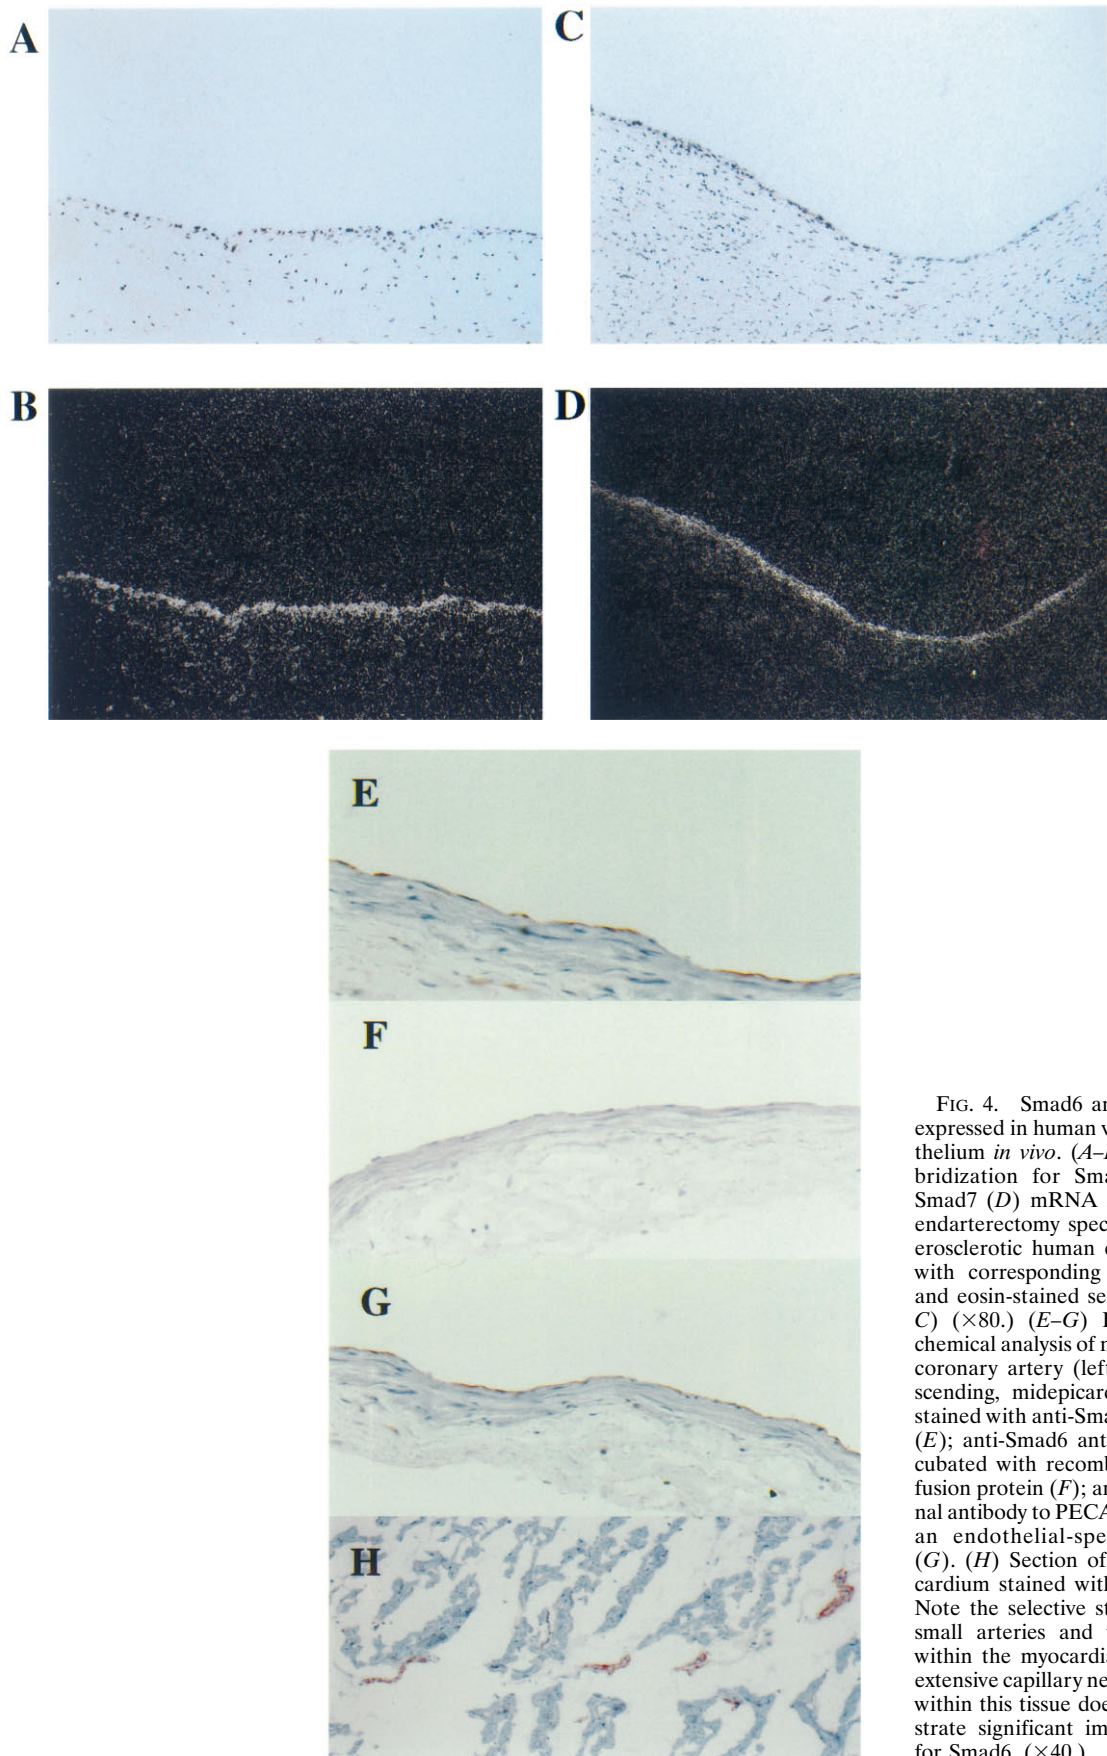 A
C
B
D
E
F
G
H
FIG. 4. Smad6 an
expressed in human v
thelium in vivo. (A–
bridization for Sma
Smad7 (D) mRNA
endarterectomy spec
erosclerotic human
with corresponding
and eosin-stained se
C) (×80.) (E–G)
chemical analysis of n
coronary artery (left
scending, midepicar
stained with anti-Sma
(E); anti-Smad6 ant
cubated with recomb
fusion protein (F); an
nal antibody to PECA
an endothelial-spe
(G). (H) Section of
cardium stained with
Note the selective st
small arteries and
within the myocardi
extensive capillary ne
within this tissue doe
strate significant im
for Smad6. (×40.)